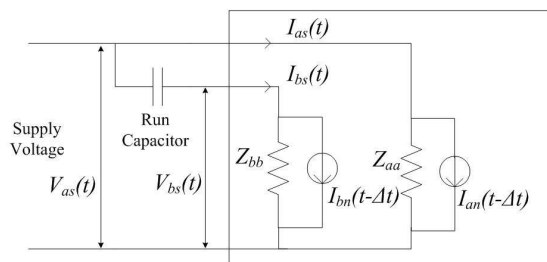 I_as(t)
I_bs(t)
Run
Capacitor
Supply
Voltage
V_as(t)
V_bs(t)
Z_bb
Z_aa
I_bn(t-Δt)
I_an(t-Δt)